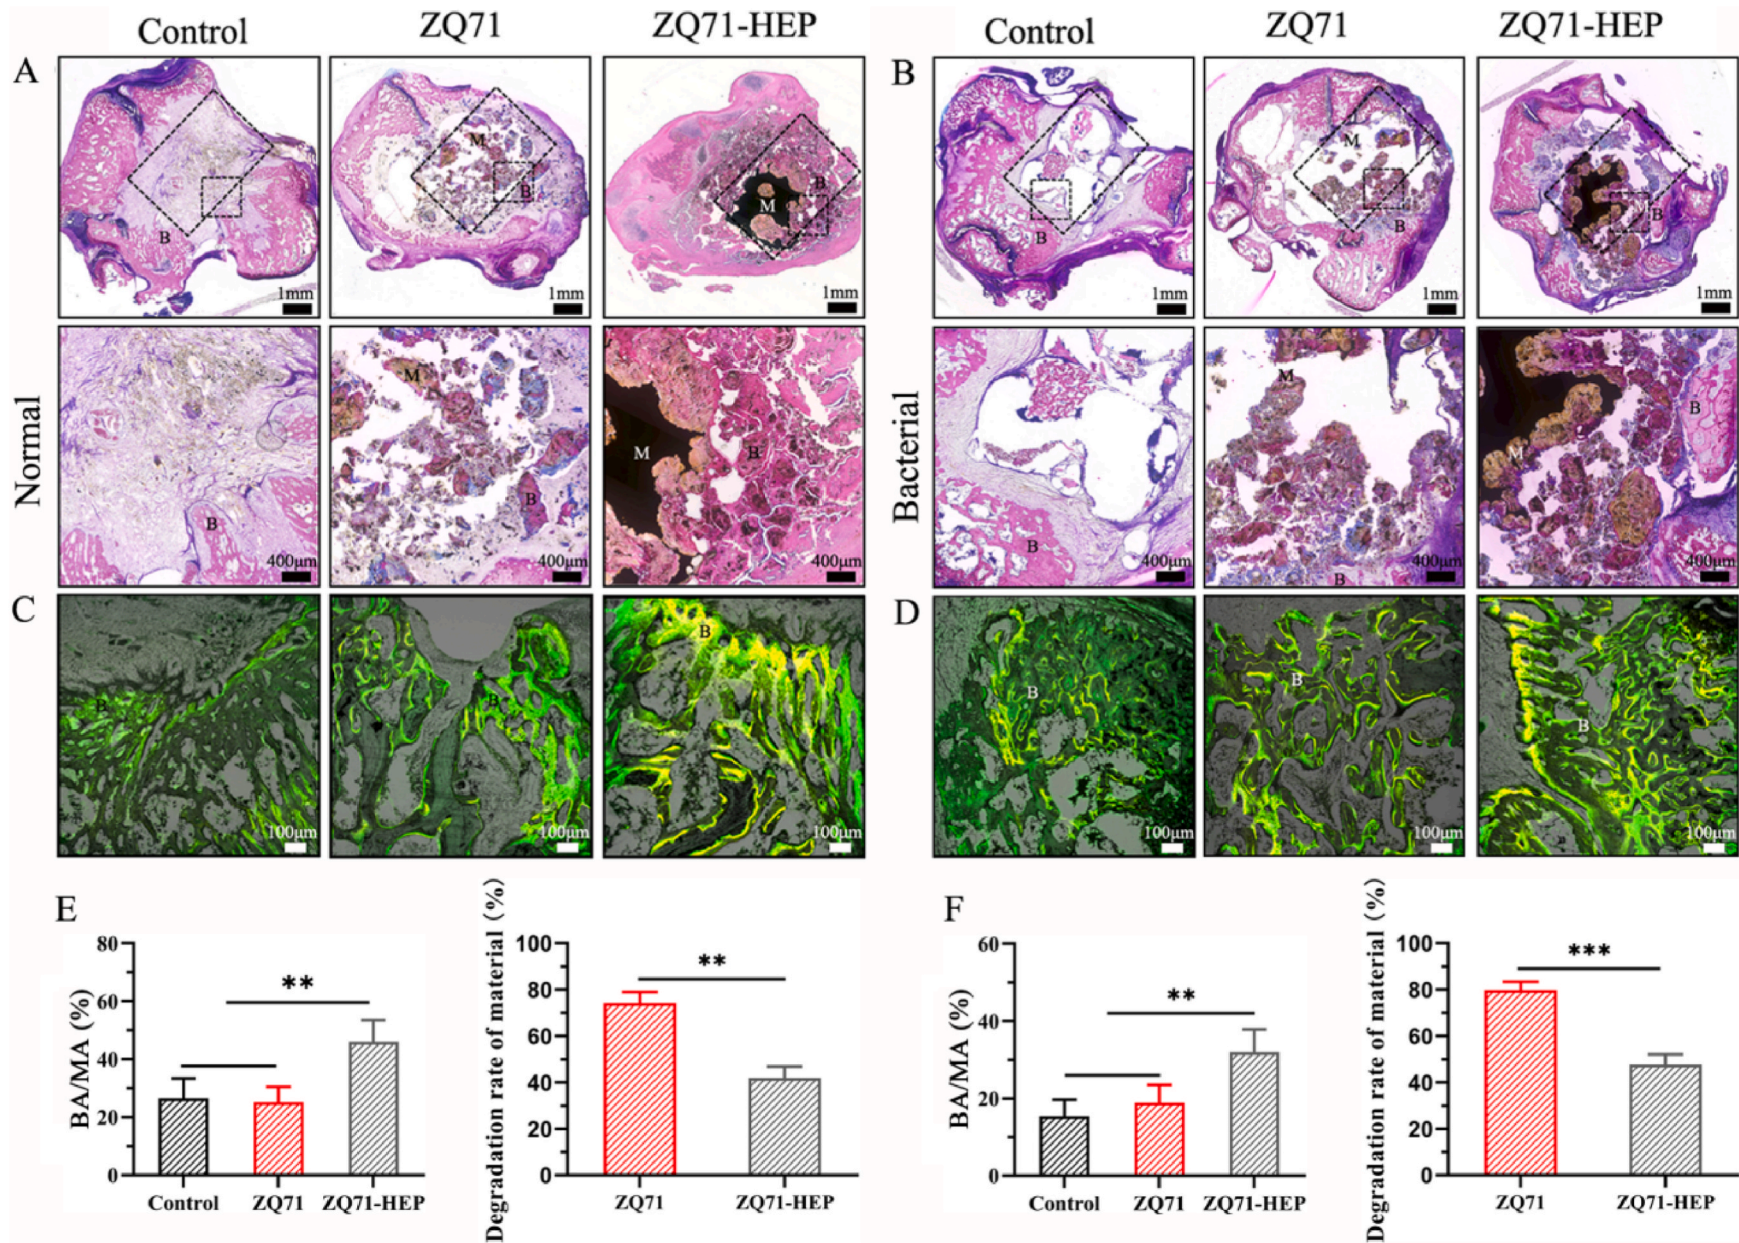 Control ZQ71 ZQ71-HEP Control ZQ71 ZQ71-HEP
A B
M B B M B M B B M B M B
1mm 1mm 1mm 1mm 1mm 1mm
Normal Bacterial
B M B M B B M B M B
400μm 400μm 400μm 400μm 400μm 400μm
C D
B B B B B B
100μm 100μm 100μm 100μm 100μm 100μm
E
BA/MA (%)
80
60
40
20
0
**
Control ZQ71 ZQ71-HEP
Degradation rate of material (%)
100
80
60
40
20
0
**
ZQ71 ZQ71-HEP
F
BA/MA (%)
60
40
20
0
**
Control ZQ71 ZQ71-HEP
Degradation rate of material (%)
100
80
60
40
20
0
***
ZQ71 ZQ71-HEP